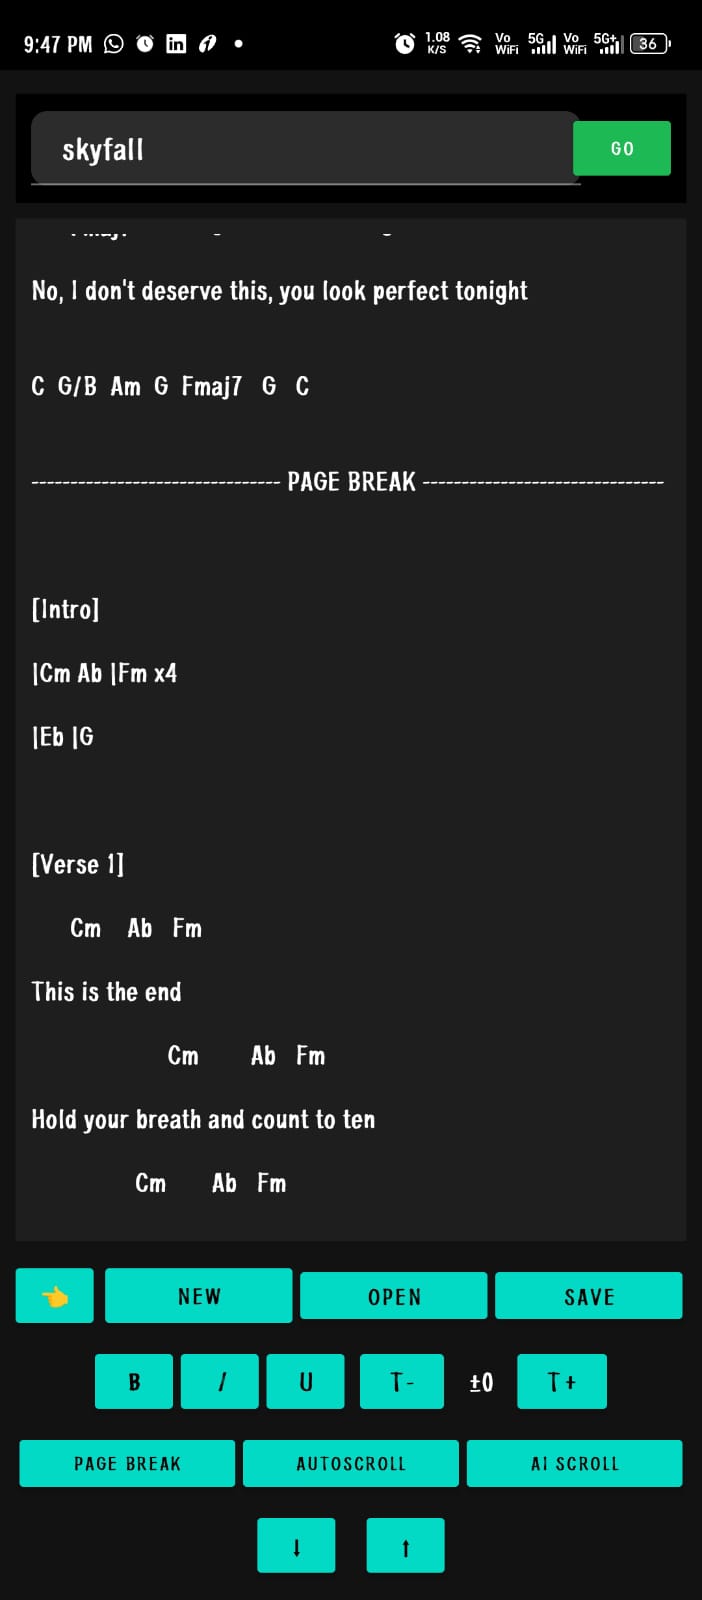 9:47 PM
1.08 K/S Vo WiFi 5G Vo WiFi 5G+ 36
skyfall GO
No, I don't deserve this, you look perfect tonight
C G/B Am G Fmaj7 G C
-------------------------------- PAGE BREAK -------------------------------
[Intro]
|Cm Ab |Fm x4
|Eb |G
[Verse 1]
Cm Ab Fm
This is the end
Cm Ab Fm
Hold your breath and count to ten
Cm Ab Fm
NEW OPEN SAVE
B I U T- ±0 T+
PAGE BREAK AUTOSCROLL AI SCROLL
↓ ↑